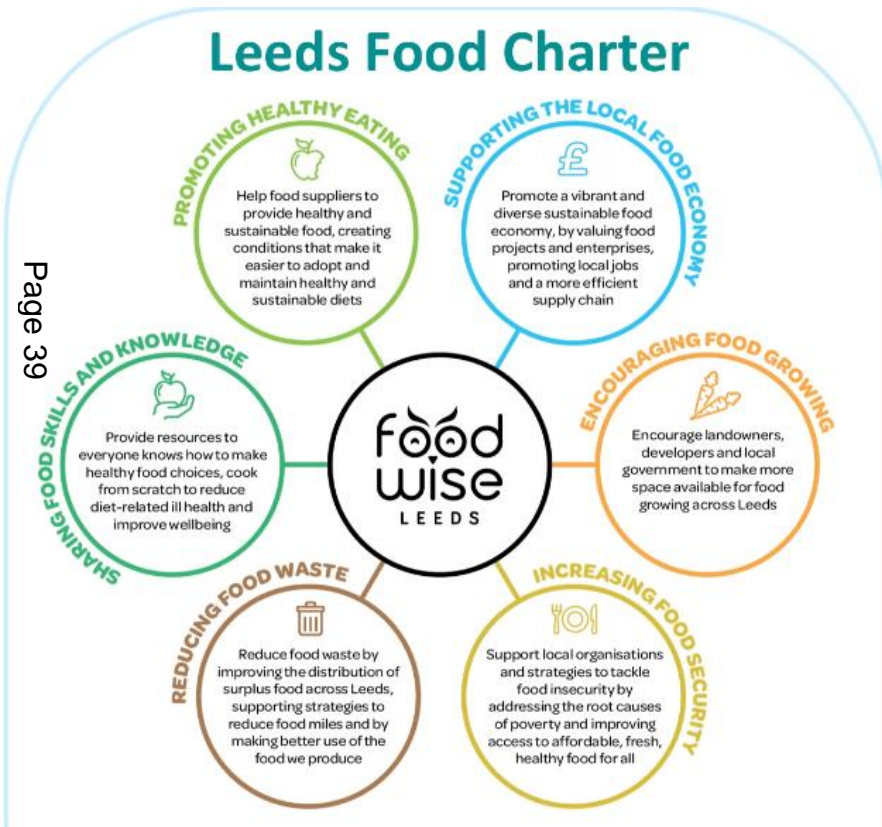 Leeds Food Charter
PROMOTING HEALTHY EATING
Help food suppliers to
provide healthy and
sustainable food, creating
conditions that make it
easier to adopt and
maintain healthy and
sustainable diets
SUPPORTING THE LOCAL FOOD ECONOMY
£
Promote a vibrant and
diverse sustainable food
economy, by valuing food
projects and enterprises,
promoting local jobs
and a more efficient
supply chain
Page 39
SHARING FOOD SKILLS AND KNOWLEDGE
Provide resources to
everyone knows how to make
healthy food choices, cook
from scratch to reduce
diet-related ill health and
improve wellbeing
food
wise
LEEDS
ENCOURAGING FOOD GROWING
Encourage landowners,
developers and local
government to make more
space available for food
growing across Leeds
REDUCING FOOD WASTE
Reduce food waste by
improving the distribution of
surplus food across Leeds,
supporting strategies to
reduce food miles and by
making better use of the
food we produce
INCREASING FOOD SECURITY
Support local organisations
and strategies to tackle
food insecurity by
addressing the root causes
of poverty and improving
access to affordable, fresh,
healthy food for all